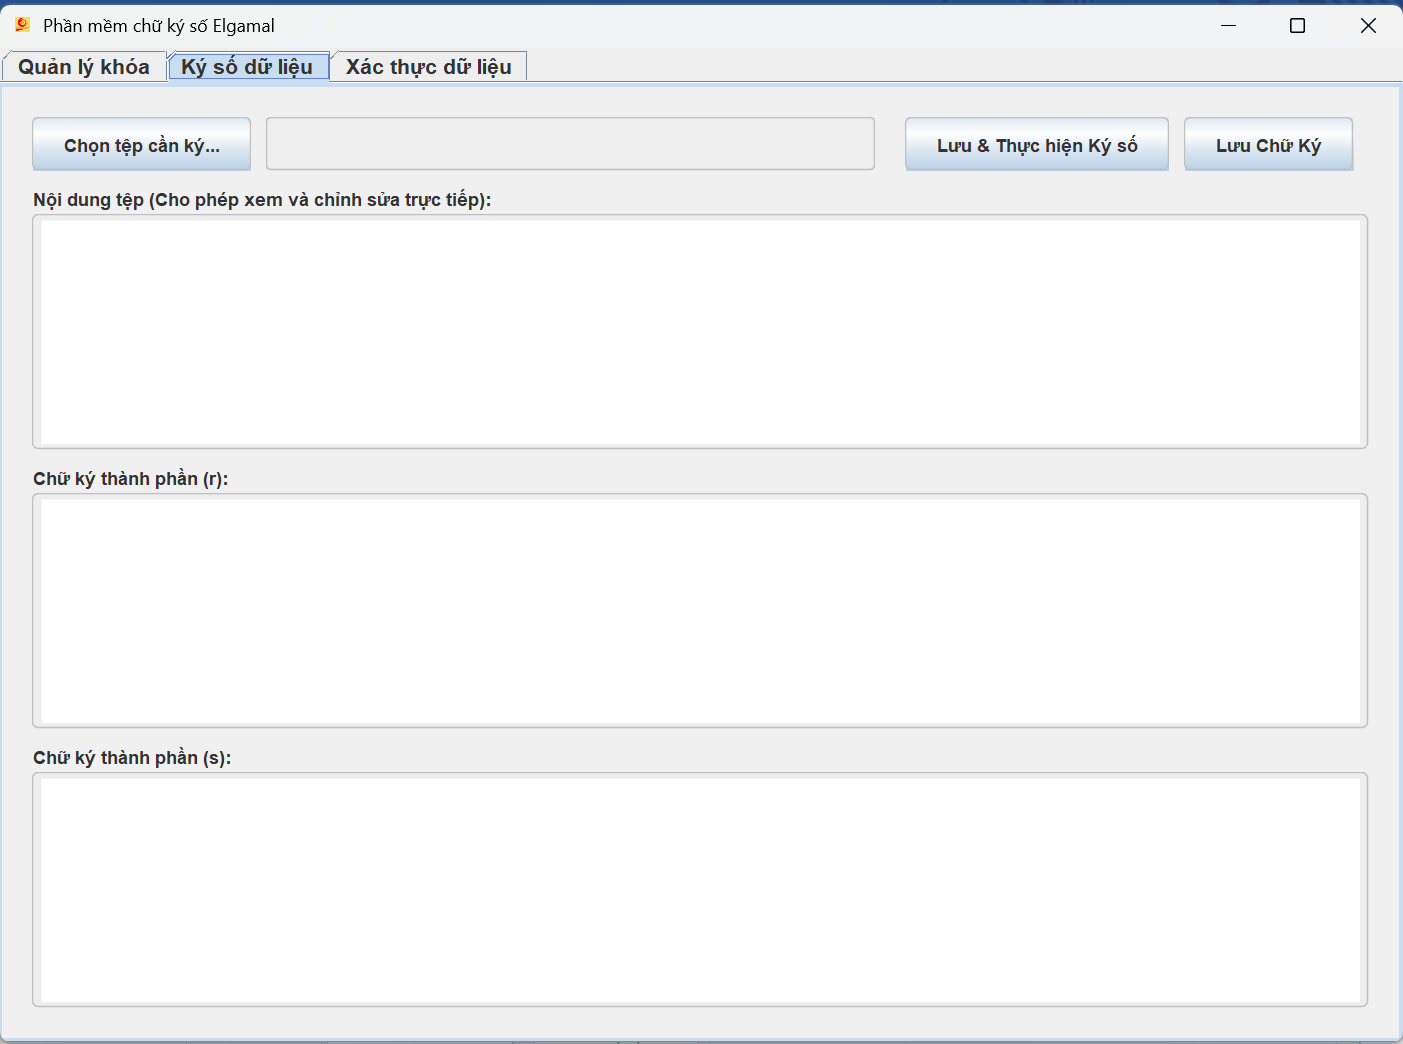 Phần mềm chữ ký số Elgamal
Quản lý khóa Ký số dữ liệu Xác thực dữ liệu
Chọn tệp cần ký... Lưu & Thực hiện Ký số Lưu Chữ Ký
Nội dung tệp (Cho phép xem và chỉnh sửa trực tiếp):
Chữ ký thành phần (r):
Chữ ký thành phần (s):